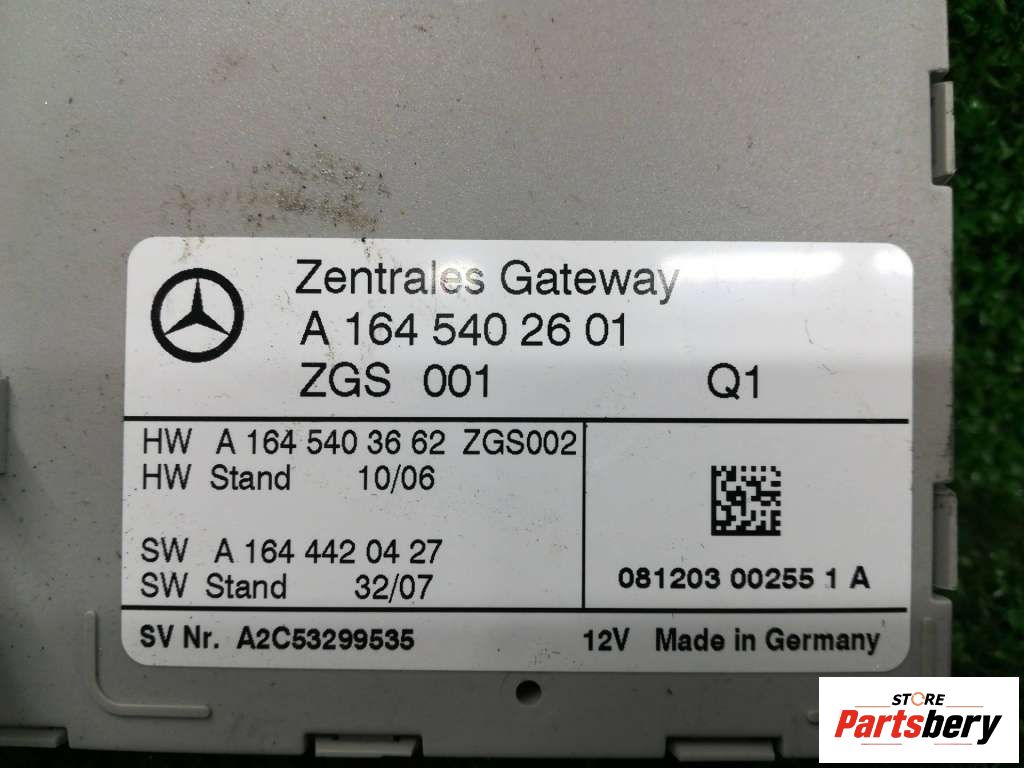 Zentrales Gateway
A 164 540 26 01
ZGS 001 Q1
HW A 164 540 36 62 ZGS002
HW Stand 10/06
SW A 164 442 04 27
SW Stand 32/07
081203 00255 1 A
SV Nr. A2C53299535 12V Made in Germany
STORE
Partsbery